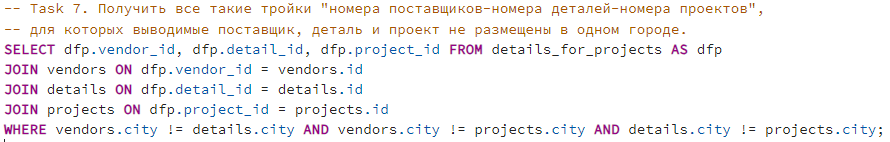 -- Task 7. Получить все такие тройки "номера поставщиков-номера деталей-номера проектов",
-- для которых выводимые поставщик, деталь и проект не размещены в одном городе.
SELECT dfp.vendor_id, dfp.detail_id, dfp.project_id FROM details_for_projects AS dfp
JOIN vendors ON dfp.vendor_id = vendors.id
JOIN details ON dfp.detail_id = details.id
JOIN projects ON dfp.project_id = projects.id
WHERE vendors.city != details.city AND vendors.city != projects.city AND details.city != projects.city;